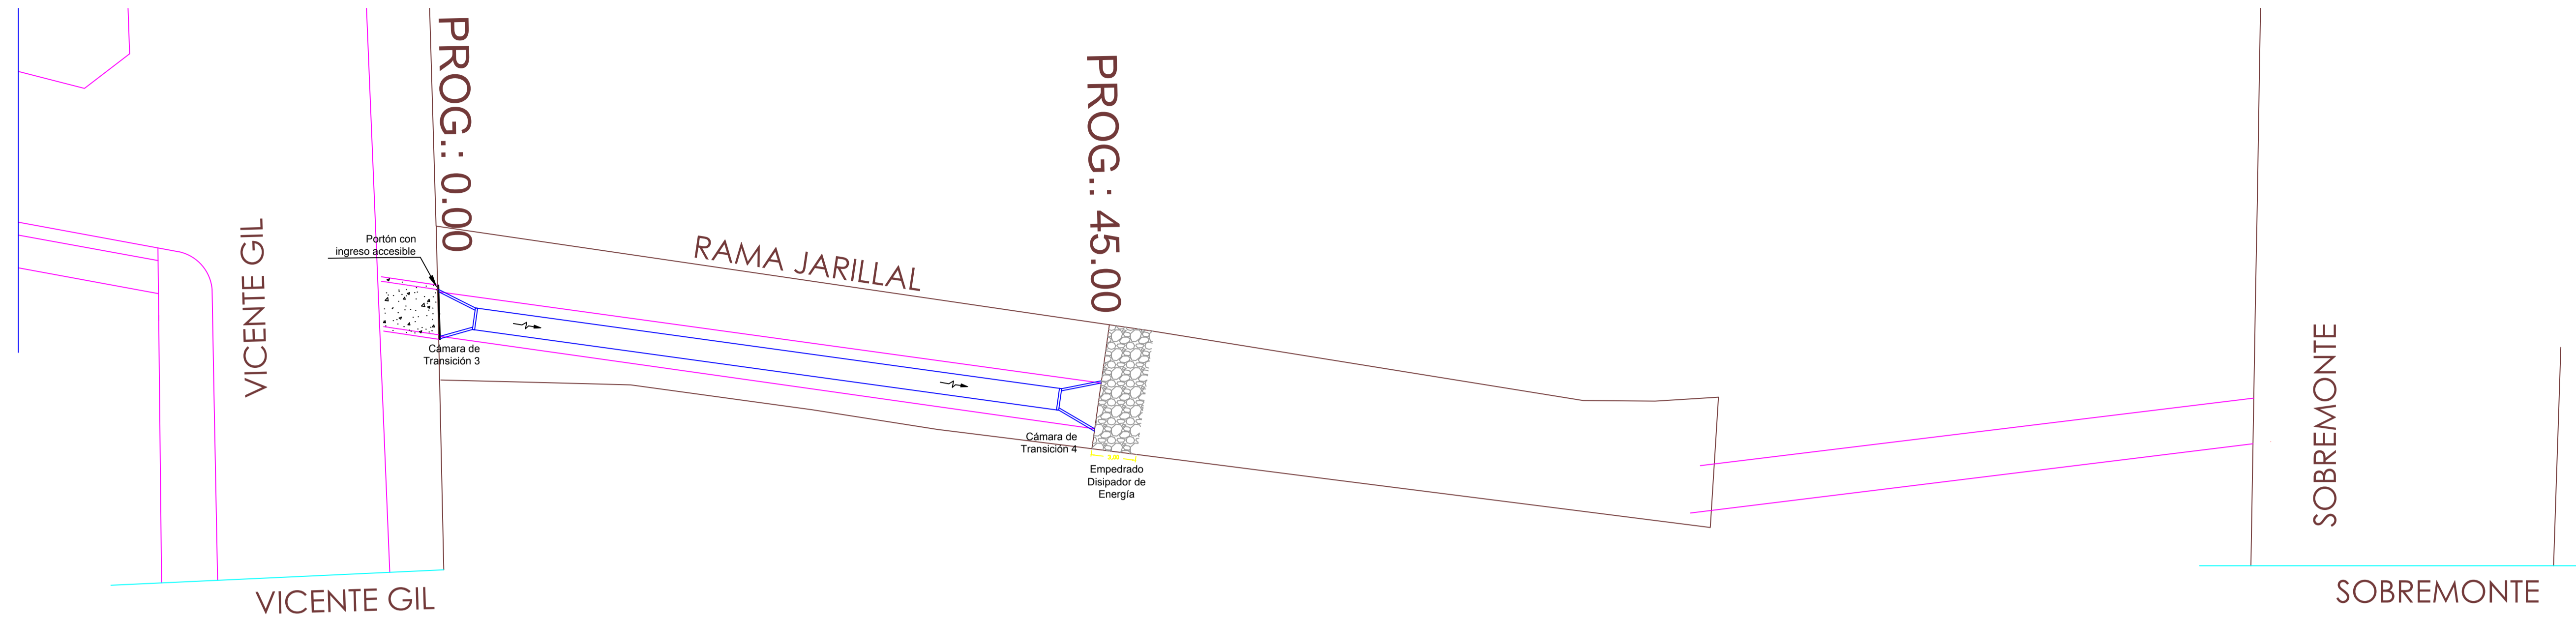 PROG.: 0.00
PROG.: 45.00
VICENTE GIL
Portón con
ingreso accesible
RAMA JARILLAL
Cámara de
Transición 3
Cámara de
Transición 4
Empedrado
Disipador de
Energía
SOBREMONTE
VICENTE GIL
SOBREMONTE